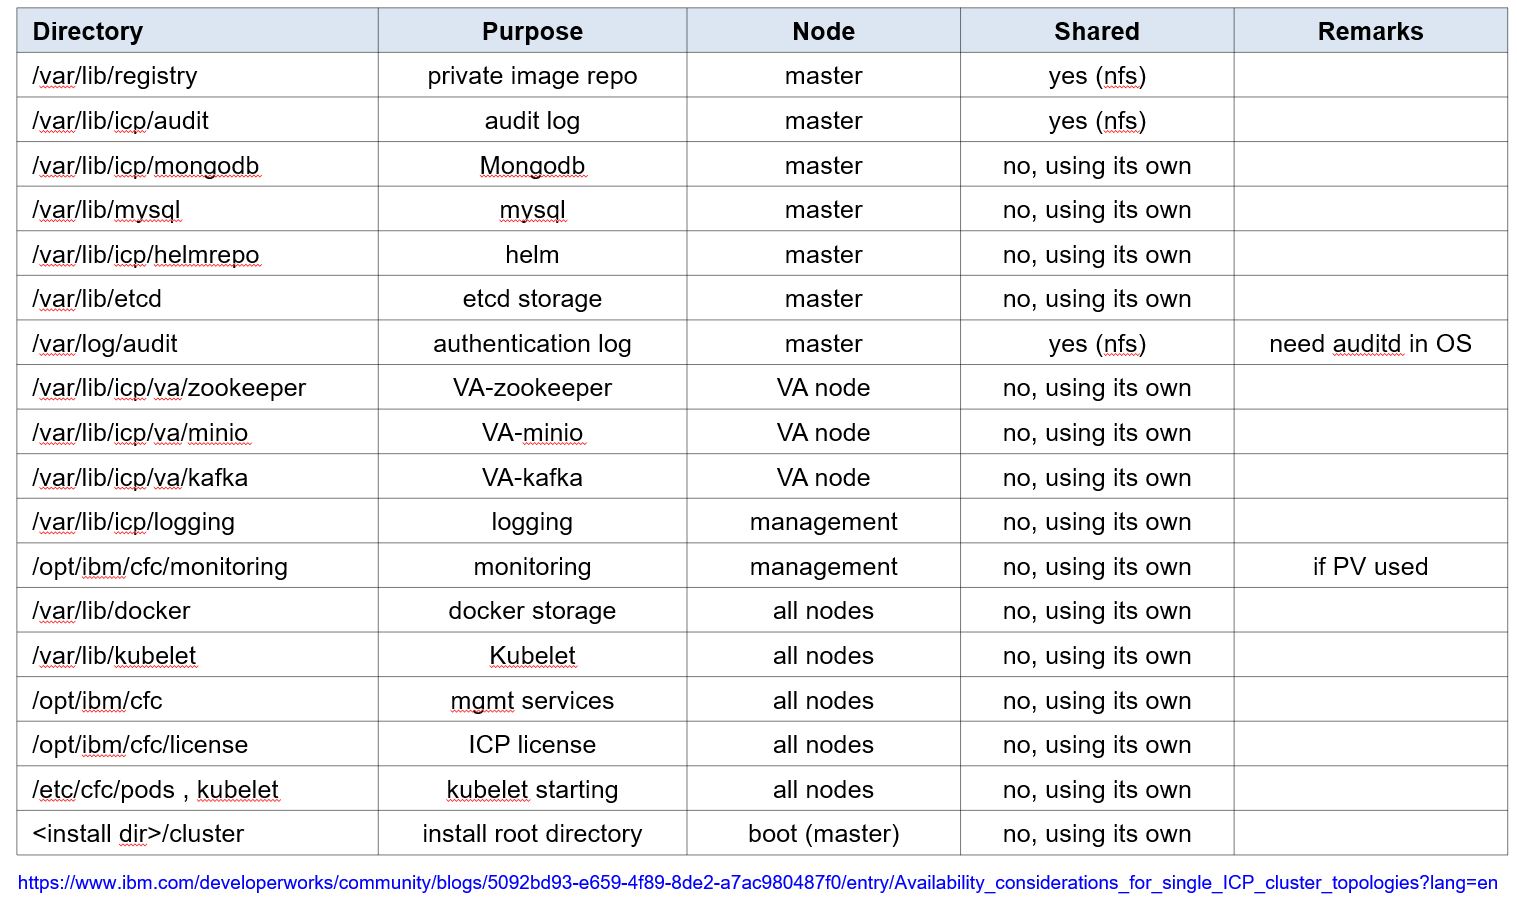 Directory Purpose Node Shared Remarks
/var/lib/registry private image repo master yes (nfs)
/var/lib/icp/audit audit log master yes (nfs)
/var/lib/icp/mongodb Mongodb master no, using its own
/var/lib/mysql mysql master no, using its own
/var/lib/icp/helmrepo helm master no, using its own
/var/lib/etcd etcd storage master no, using its own
/var/log/audit authentication log master yes (nfs) need auditd in OS
/var/lib/icp/va/zookeeper VA-zookeeper VA node no, using its own
/var/lib/icp/va/minio VA-minio VA node no, using its own
/var/lib/icp/va/kafka VA-kafka VA node no, using its own
/var/lib/icp/logging logging management no, using its own
/opt/ibm/cfc/monitoring monitoring management no, using its own if PV used
/var/lib/docker docker storage all nodes no, using its own
/var/lib/kubelet Kubelet all nodes no, using its own
/opt/ibm/cfc mgmt services all nodes no, using its own
/opt/ibm/cfc/license ICP license all nodes no, using its own
/etc/cfc/pods , kubelet kubelet starting all nodes no, using its own
<install dir>/cluster install root directory boot (master) no, using its own
https://www.ibm.com/developerworks/community/blogs/5092bd93-e659-4f89-8de2-a7ac980487f0/entry/Availability_considerations_for_single_ICP_cluster_topologies?lang=en